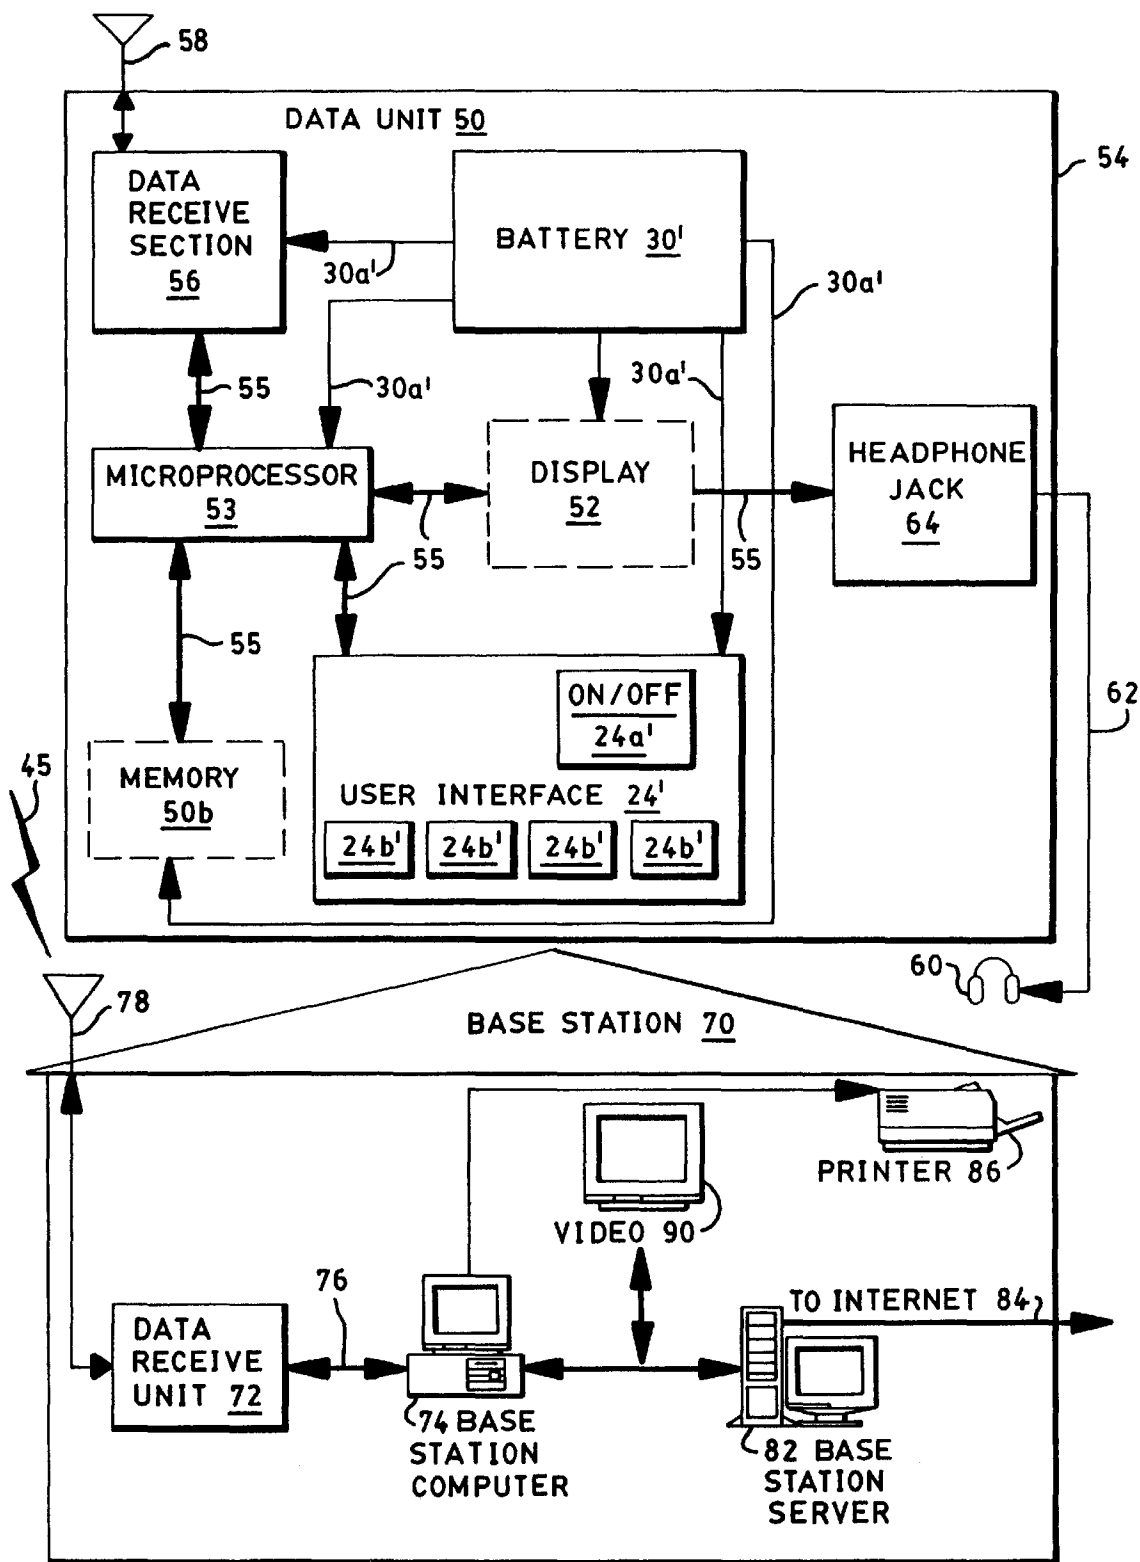 58
DATA UNIT 50
54
DATA
RECEIVE
SECTION
56
BATTERY 30'
30a'
30a'
55
30a'
30a'
MICROPROCESSOR
53
DISPLAY
52
HEADPHONE
JACK
64
55
55
55
55
ON/OFF
24a'
62
45
MEMORY
50b
USER INTERFACE 24'
24b' 24b' 24b' 24b'
60
78
BASE STATION 70
PRINTER 86
VIDEO 90
76
TO INTERNET 84
DATA
RECEIVE
UNIT 72
74 BASE
STATION
COMPUTER
82 BASE
STATION
SERVER